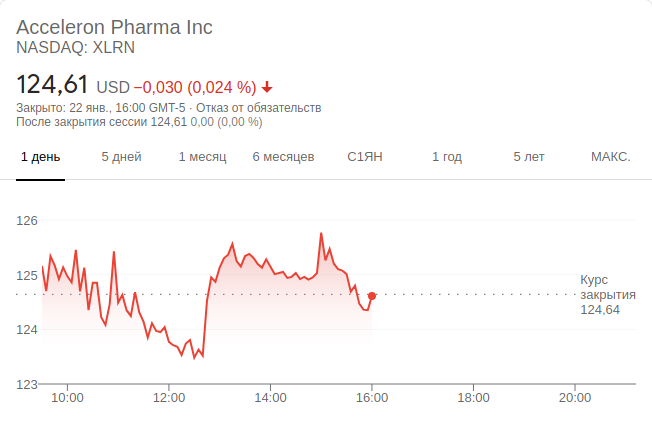 Acceleron Pharma Inc
NASDAQ: XLRN
124,61 USD −0,030 (0,024 %)
Закрыто: 22 янв., 16:00 GMT-5 · Отказ от обязательств
После закрытия сессии 124,61 0,00 (0,00 %)
1 день 5 дней 1 месяц 6 месяцев С1ЯН 1 год 5 лет МАКС.
126
125
Курс
закрытия
124,64
124
123
10:00 12:00 14:00 16:00 18:00 20:00